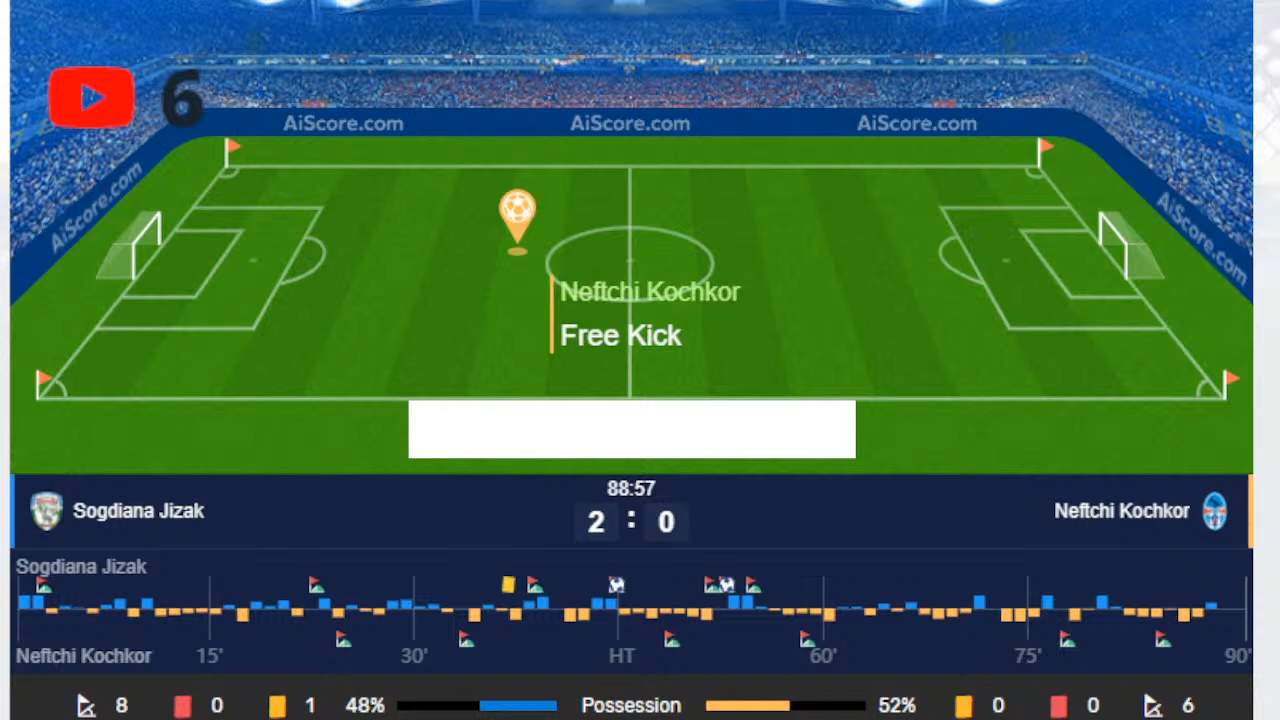 6
AiScore.com AiScore.com AiScore.com
AiScore.com AiScore.com
Neftchi Kochkor
Free Kick
88:57
Sogdiana Jizak 2 : 0 Neftchi Kochkor
Sogdiana Jizak
Neftchi Kochkor 15' 30' HT 60' 75' 90'
8 0 1 48% Possession 52% 0 0 6